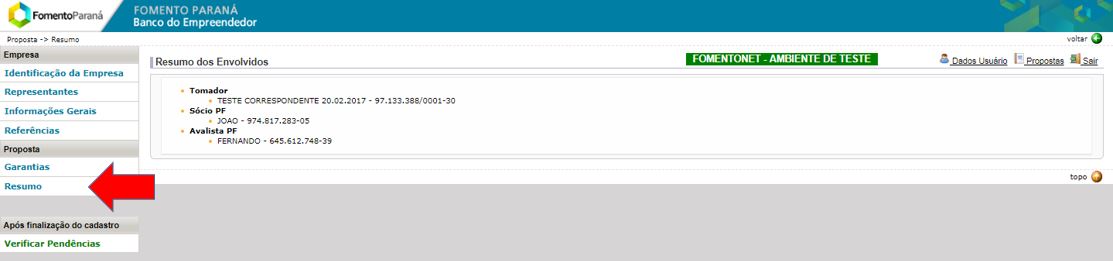 FomentoParaná
FOMENTO PARANÁ
Banco do Empreendedor
Proposta -> Resumo
voltar
Empresa
Identificação da Empresa
Representantes
Informações Gerais
Referências
Proposta
Garantias
Resumo
Após finalização do cadastro
Verificar Pendências
Resumo dos Envolvidos
FOMENTONET - AMBIENTE DE TESTE
Dados Usuário Propostas Sair
Tomador
TESTE CORRESPONDENTE 20.02.2017 - 97.133.388/0001-30
Sócio PF
JOAO - 974.817.283-05
Avalista PF
FERNANDO - 645.612.748-39
topo